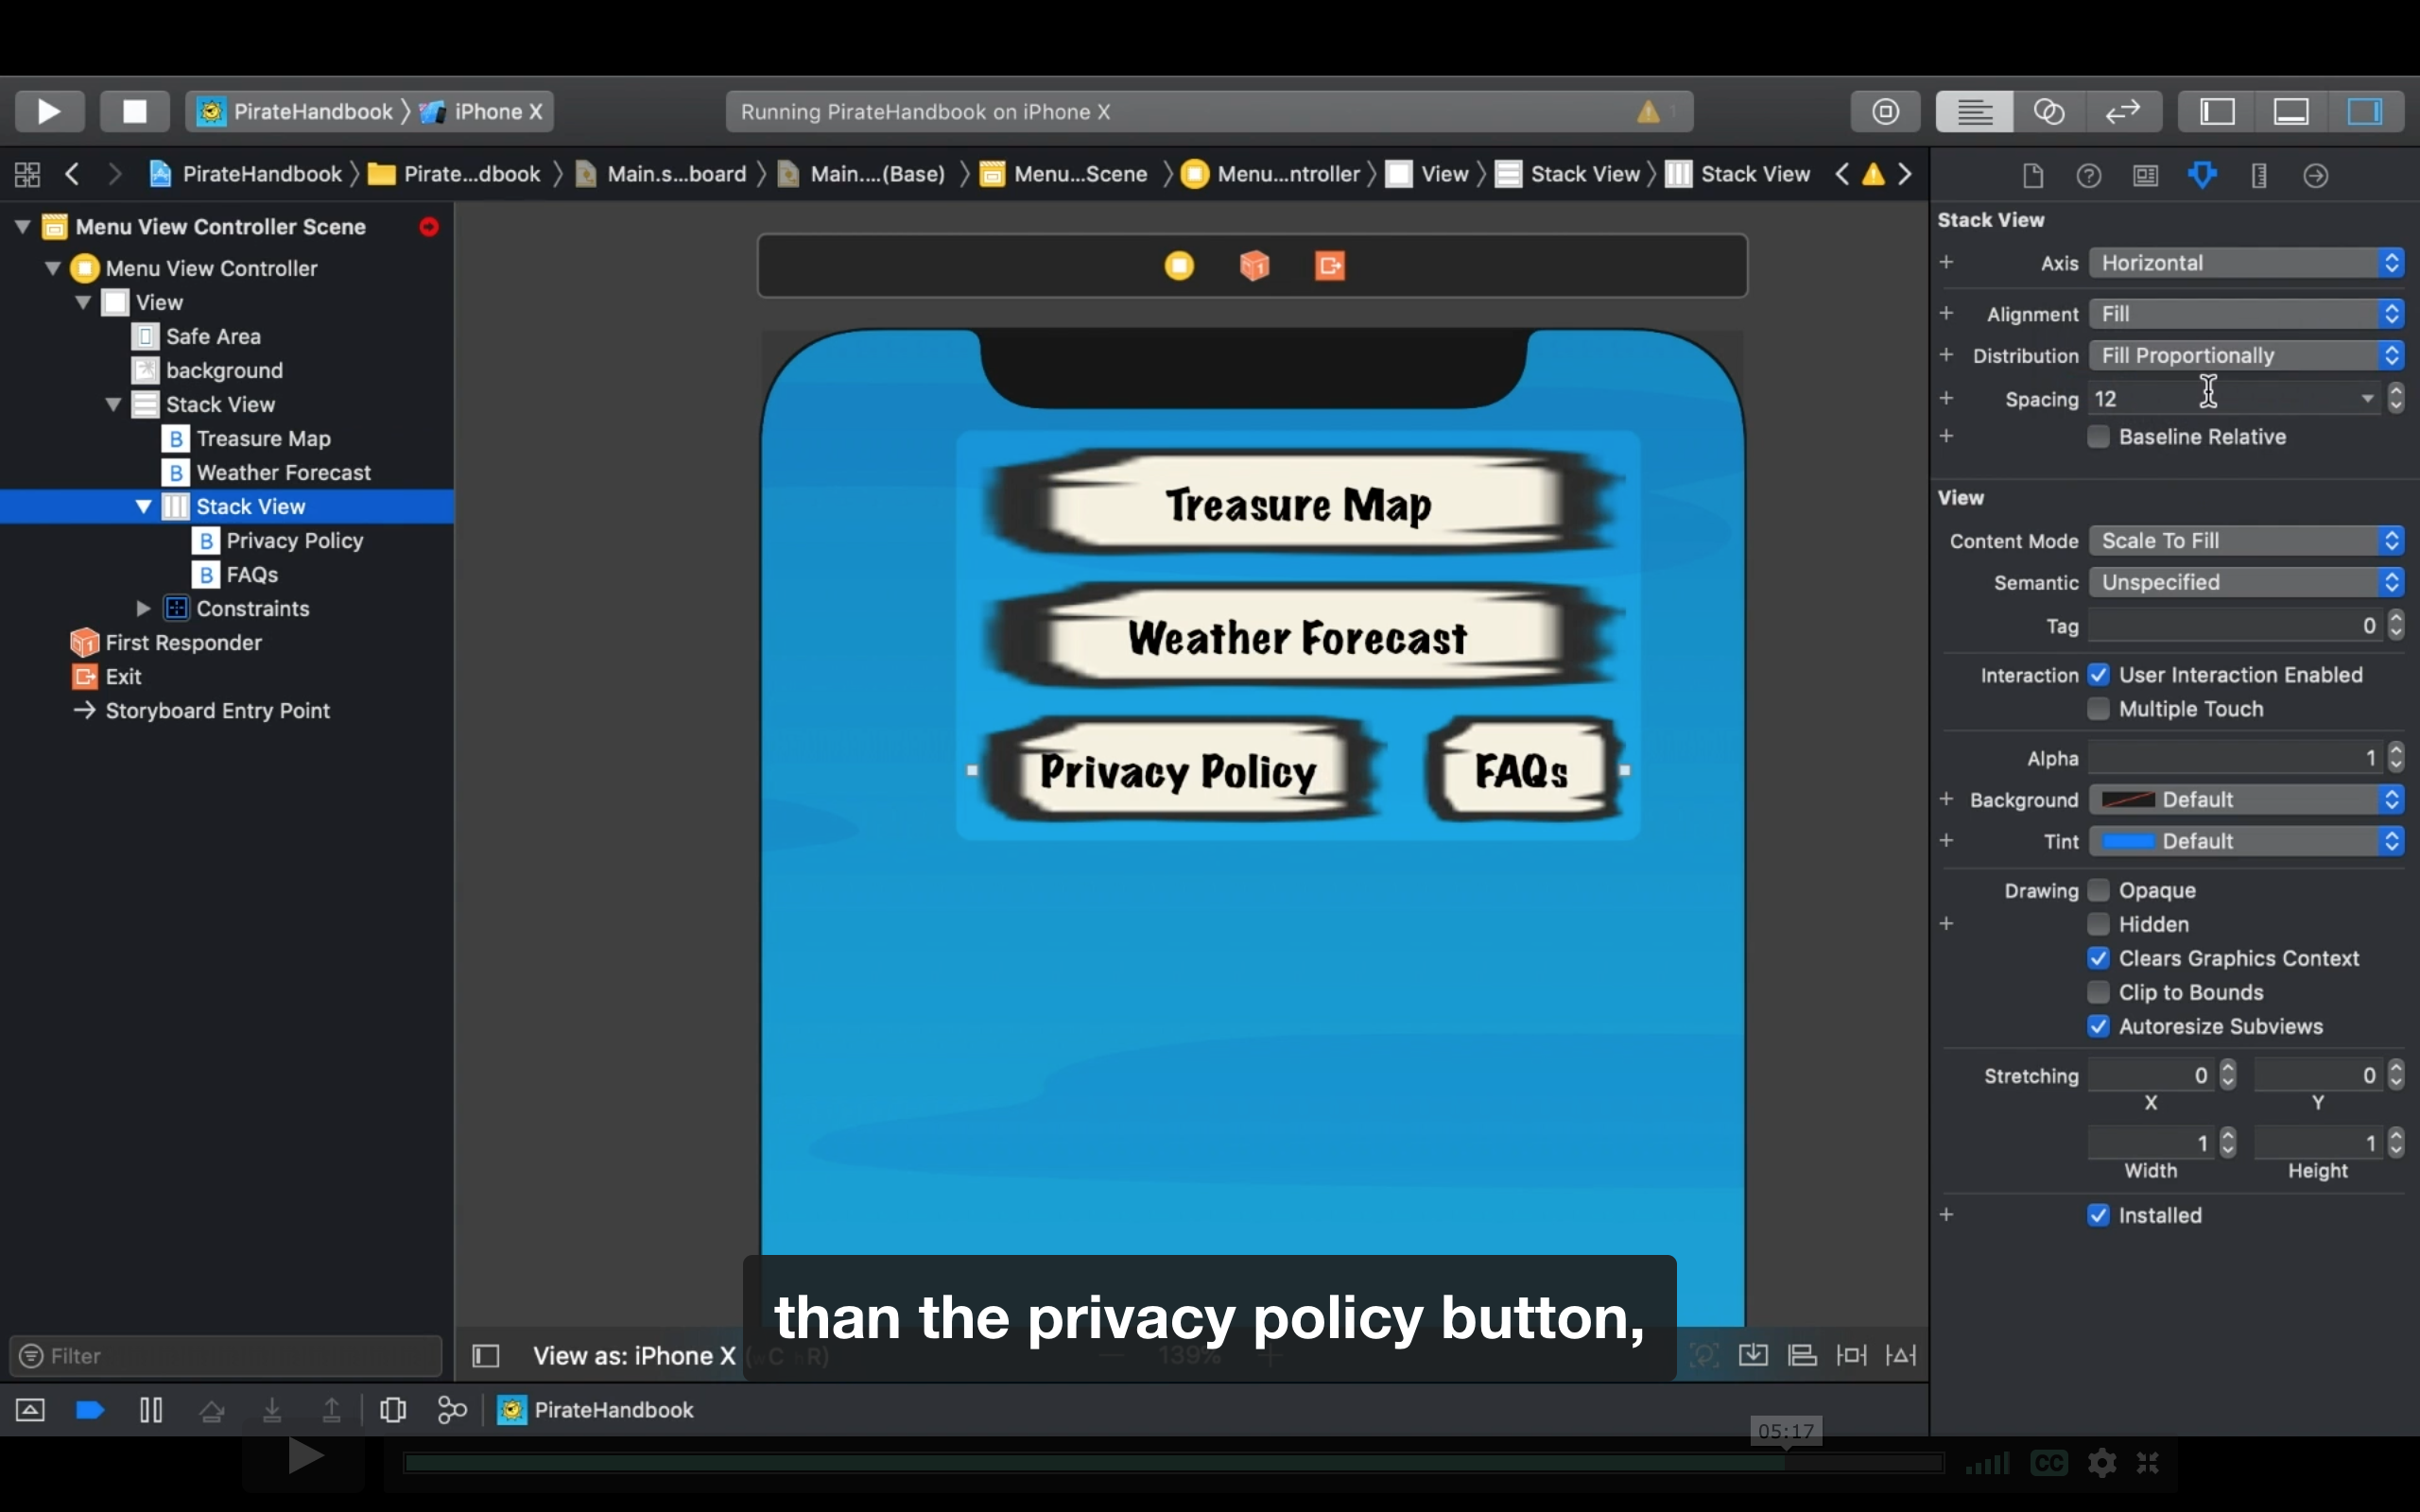 PirateHandbook 〉 iPhone X
Running PirateHandbook on iPhone X
1
PirateHandbook 〉 Pirate...dbook 〉 Main.s...board 〉 Main....(Base) 〉 Menu...Scene 〉 Menu...ntroller 〉 View 〉 Stack View 〉 Stack View
Menu View Controller Scene
Menu View Controller
View
Safe Area
background
Stack View
B Treasure Map
B Weather Forecast
Stack View
B Privacy Policy
B FAQs
Constraints
First Responder
Exit
Storyboard Entry Point
Filter
Treasure Map
Weather Forecast
Privacy Policy
FAQs
than the privacy policy button,
View as: iPhone X (wC hR)
139%
PirateHandbook
Stack View
Axis Horizontal
Alignment Fill
Distribution Fill Proportionally
Spacing 12
Baseline Relative
View
Content Mode Scale To Fill
Semantic Unspecified
Tag 0
Interaction User Interaction Enabled
Multiple Touch
Alpha 1
Background Default
Tint Default
Drawing Opaque
Hidden
Clears Graphics Context
Clip to Bounds
Autoresize Subviews
Stretching 0 0
X Y
1 1
Width Height
Installed
05:17
CC